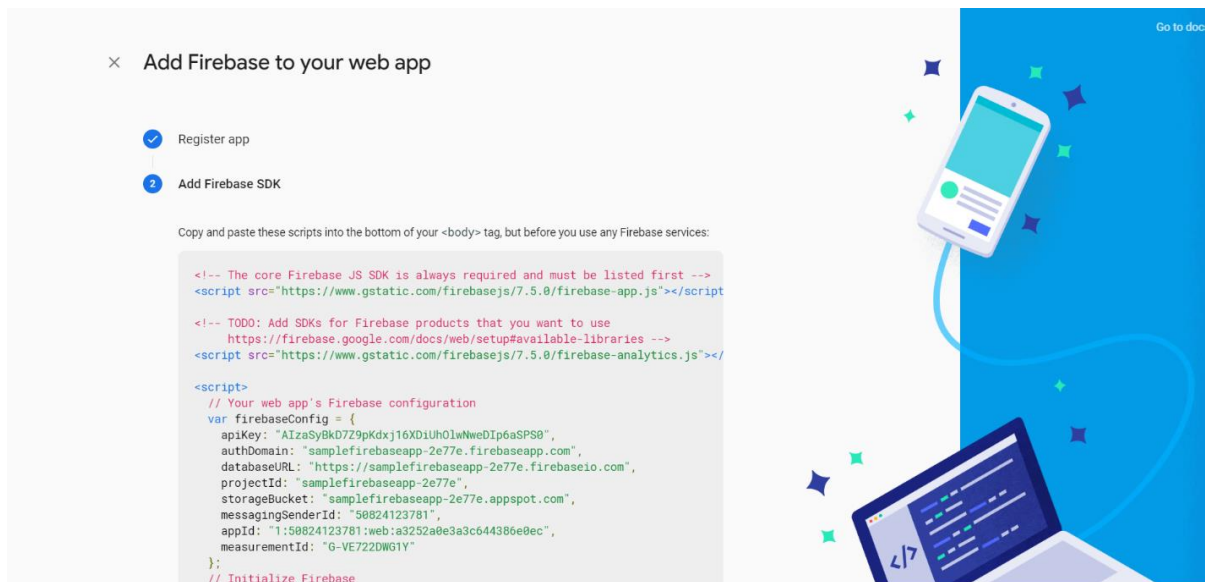 Go to doc
Add Firebase to your web app
Register app
2 Add Firebase SDK
Copy and paste these scripts into the bottom of your <body> tag, but before you use any Firebase services:
<!-- The core Firebase JS SDK is always required and must be listed first -->
<script src="https://www.gstatic.com/firebasejs/7.5.0/firebase-app.js"></script
<!-- TODO: Add SDKs for Firebase products that you want to use
https://firebase.google.com/docs/web/setup#available-libraries -->
<script src="https://www.gstatic.com/firebasejs/7.5.0/firebase-analytics.js"></
<script>
// Your web app's Firebase configuration
var firebaseConfig = {
apiKey: "AIzaSyBkD7Z9pKdxj16XDiUhOlwNweDIp6aSPS0",
authDomain: "samplefirebaseapp-2e77e.firebaseapp.com",
databaseURL: "https://samplefirebaseapp-2e77e.firebaseio.com",
projectId: "samplefirebaseapp-2e77e",
storageBucket: "samplefirebaseapp-2e77e.appspot.com",
messagingSenderId: "50824123781",
appId: "1:50824123781:web:a3252a0e3a3c644386e0ec",
measurementId: "G-VE722DWG1Y"
};
// Initialize Firebase
</>